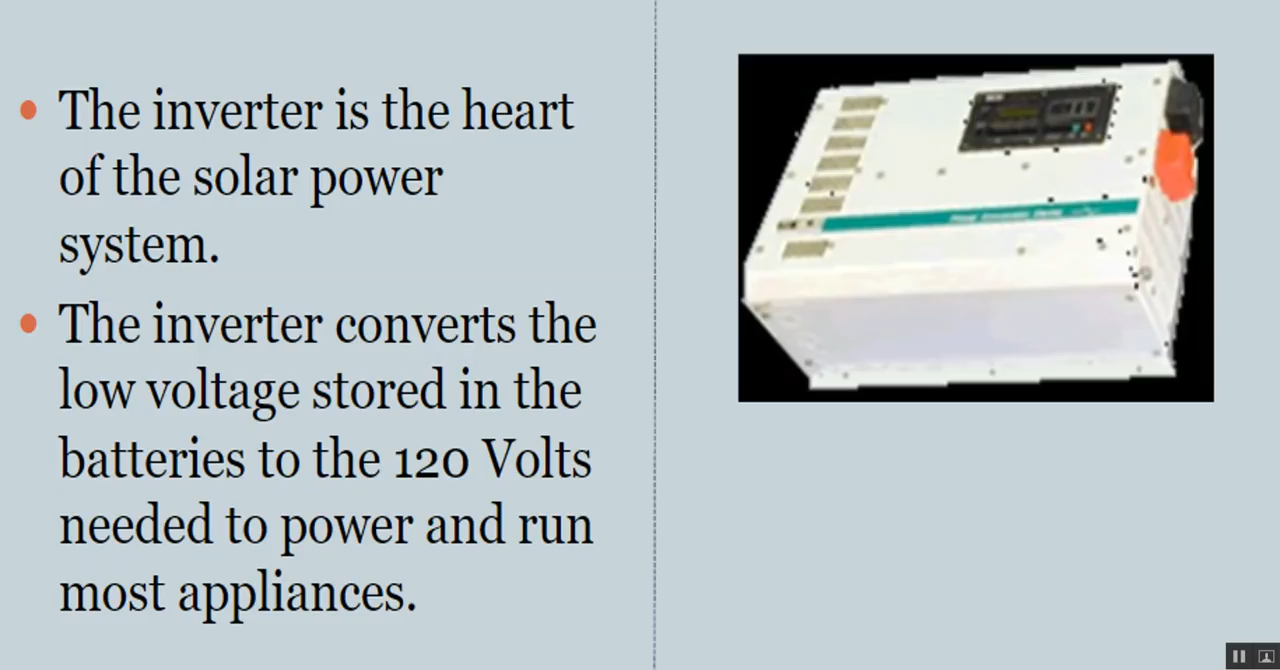 The inverter is the heart
of the solar power
system.
The inverter converts the
low voltage stored in the
batteries to the 120 Volts
needed to power and run
most appliances.